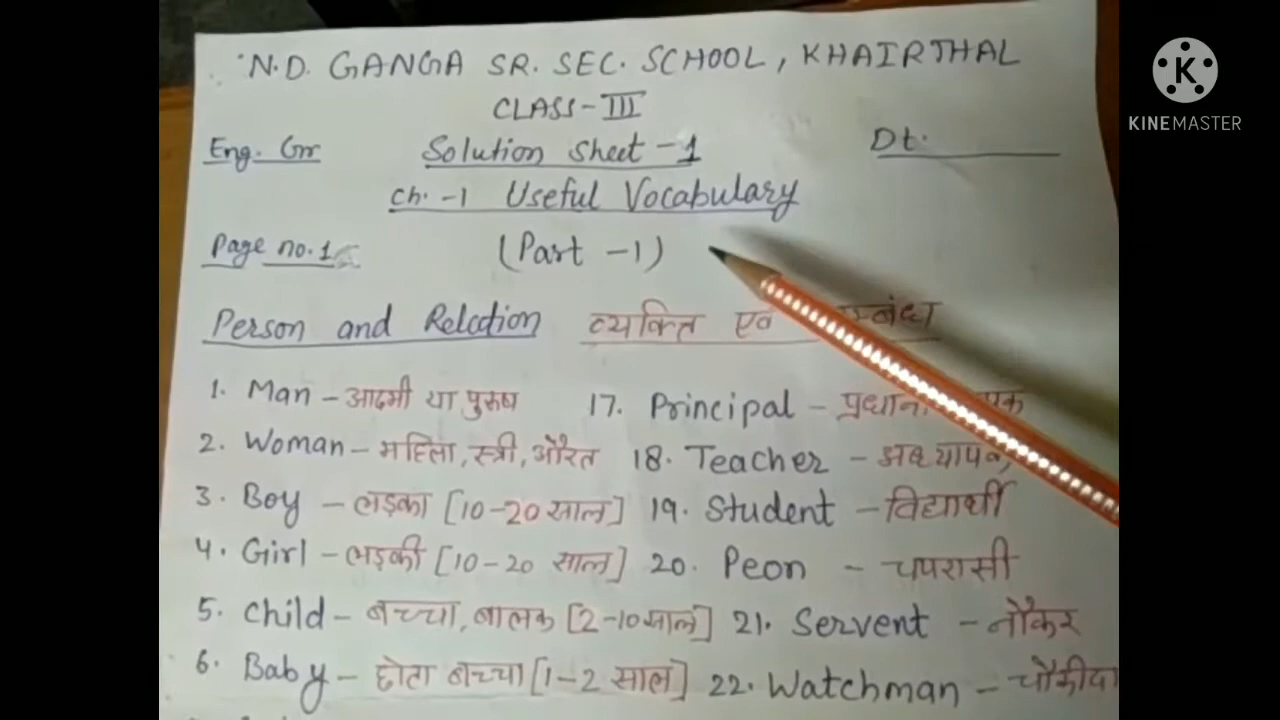 N.D. GANGA SR. SEC. SCHOOL, KHAIRTHAL
CLASS-III
Eng. Gr Solution Sheet-1 Dt.
Ch.-1 Useful Vocabulary
Page no.1 (Part -1)
Person and Relation व्यक्ति एवं
1. Man - आदमी या पुरुष 17. Principal -
2. Woman - महिला, स्त्री, औरत 18. Teacher - अध्यापक,
3. Boy - लड़का [10-20 साल] 19. Student - विद्यार्थी
4. Girl - लड़की [10-20 साल] 20. Peon - चपरासी
5. Child - बच्चा, बालक [2-10 साल] 21. Servent - नौकर
6. Baby - छोटा बच्चा [1-2 साल] 22. Watchman - चौकीदा
K
KINEMASTER